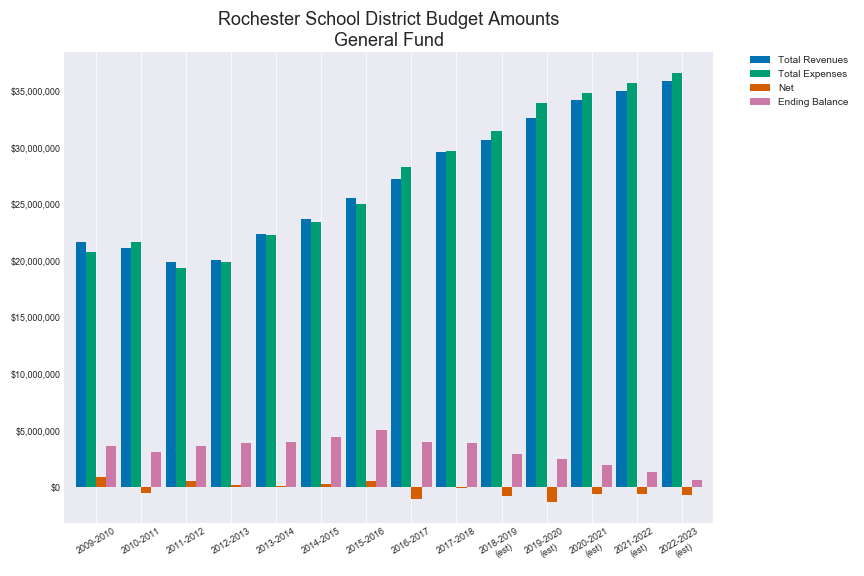 Rochester School District Budget Amounts
General Fund
Total Revenues
Total Expenses
Net
Ending Balance
$35,000,000
$30,000,000
$25,000,000
$20,000,000
$15,000,000
$10,000,000
$5,000,000
$0
2009-2010
2010-2011
2011-2012
2012-2013
2013-2014
2014-2015
2015-2016
2016-2017
2017-2018
2018-2019
(est)
2019-2020
(est)
2020-2021
(est)
2021-2022
(est)
2022-2023
(est)